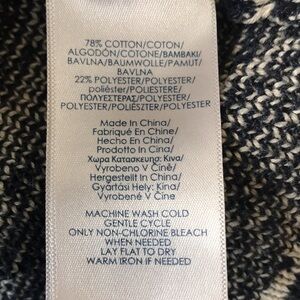 78% COTTON/COTON/
ALGODÓN/COTONE/ΒΑΜΒΑΚΙ/
BAVLNA/BAUMWOLLE/PAMUT/
BAVLNA
22% POLYESTER/POLYESTER/
poliéster/POLIESTERE/
ΠΟΛΥΕΣΤΕΡΑΣ/POLYESTER/
POLYESTER/POLIÉSZTER/POLYESTER
Made In China/
Fabriqué En Chine/
Hecho En China/
Prodotto In Cina/
Χωρα Κατασκευης: Κινα/
Vyrobeno V Číně/
Hergestellt In China/
Gyártási Hely: Kína/
Vyrobené V Číne
MACHINE WASH COLD
GENTLE CYCLE
ONLY NON-CHLORINE BLEACH
WHEN NEEDED
LAY FLAT TO DRY
WARM IRON IF NEEDED